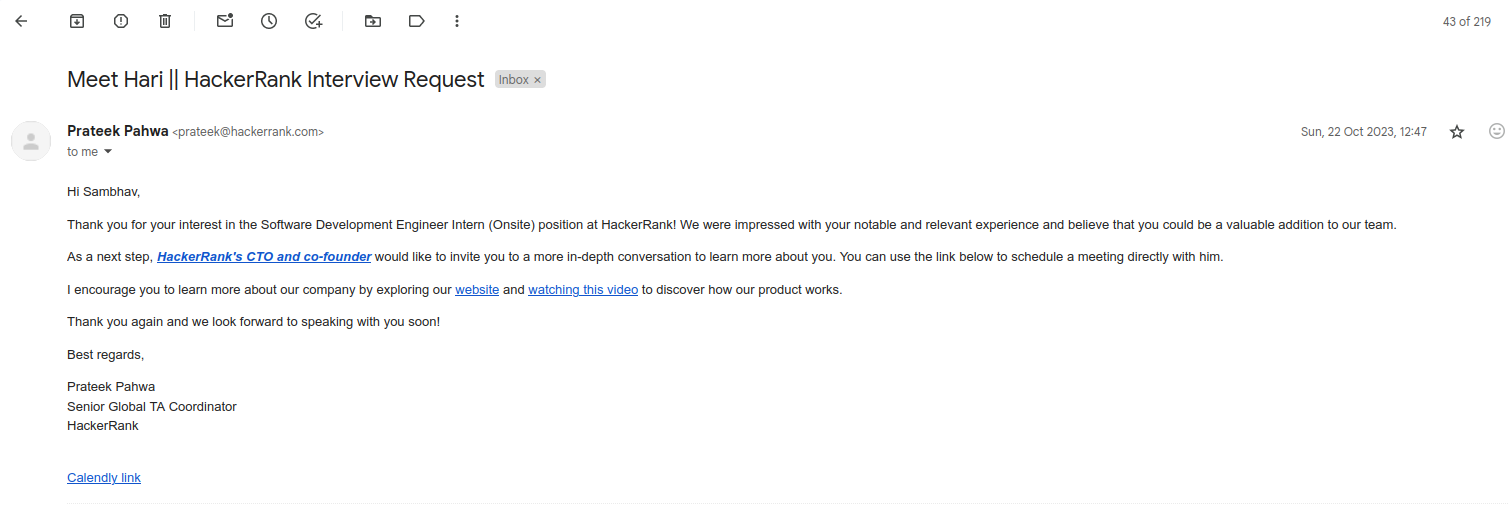 43 of 219
Meet Hari || HackerRank Interview Request Inbox ×
Prateek Pahwa <prateek@hackerrank.com> Sun, 22 Oct 2023, 12:47
to me
Hi Sambhav,
Thank you for your interest in the Software Development Engineer Intern (Onsite) position at HackerRank! We were impressed with your notable and relevant experience and believe that you could be a valuable addition to our team.
As a next step, HackerRank's CTO and co-founder would like to invite you to a more in-depth conversation to learn more about you. You can use the link below to schedule a meeting directly with him.
I encourage you to learn more about our company by exploring our website and watching this video to discover how our product works.
Thank you again and we look forward to speaking with you soon!
Best regards,
Prateek Pahwa
Senior Global TA Coordinator
HackerRank
Calendly link